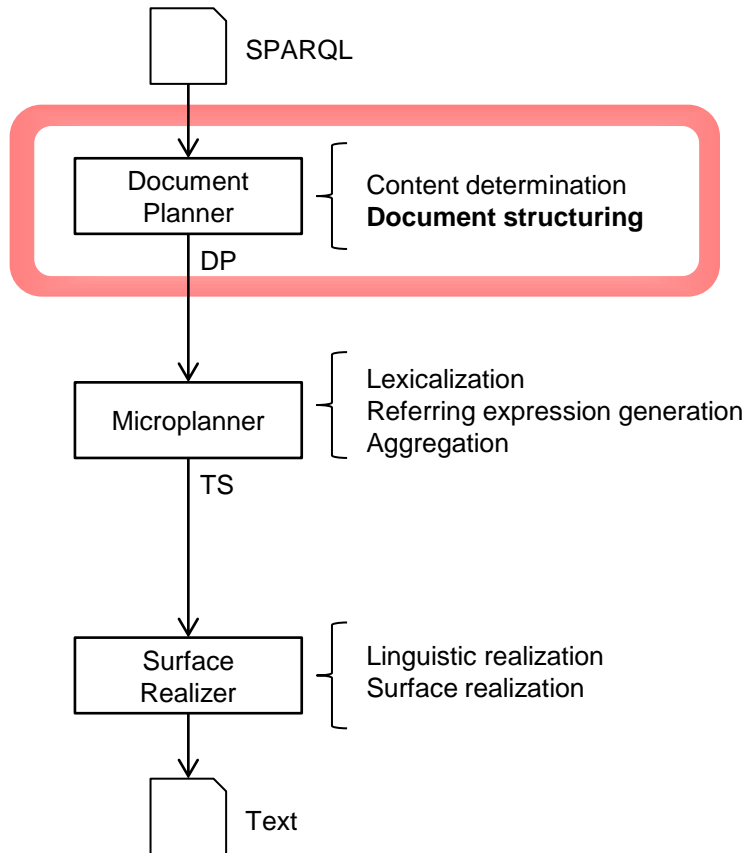 SPARQL
Document
Planner
Content determination
Document structuring
DP
Microplanner
Lexicalization
Referring expression generation
Aggregation
TS
Surface
Realizer
Linguistic realization
Surface realization
Text